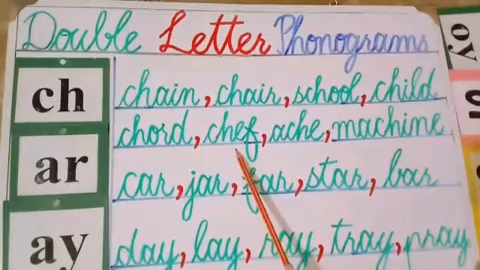 Double Letter Phonograms
ch
chain, chair, school, child
chord, chef, ache, machine
ar
car, jar, far, star, bar
ay
day, lay, ray, tray, pray
oy